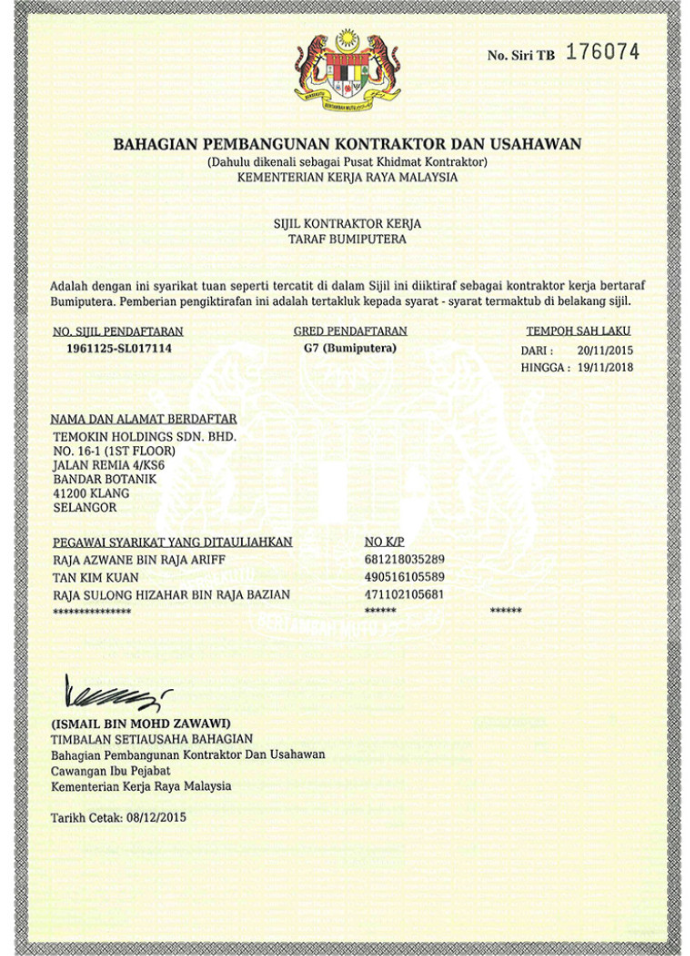 No. Siri TB 176074
BAHAGIAN PEMBANGUNAN KONTRAKTOR DAN USAHAWAN
(Dahulu dikenali sebagai Pusat Khidmat Kontraktor)
KEMENTERIAN KERJA RAYA MALAYSIA
SIJIL KONTRAKTOR KERJA
TARAF BUMIPUTERA
Adalah dengan ini syarikat tuan seperti tercatit di dalam Sijil ini diiktiraf sebagai kontraktor kerja bertaraf
Bumiputera. Pemberian pengiktirafan ini adalah tertakluk kepada syarat - syarat termaktub di belakang sijil.
NO. SIJIL PENDAFTARAN GRED PENDAFTARAN TEMPOH SAH LAKU
1961125-SL017114 G7 (Bumiputera) DARI : 20/11/2015
HINGGA : 19/11/2018
NAMA DAN ALAMAT BERDAFTAR
TEMOKIN HOLDINGS SDN. BHD.
NO. 16-1 (1ST FLOOR)
JALAN REMIA 4/KS6
BANDAR BOTANIK
41200 KLANG
SELANGOR
PEGAWAI SYARIKAT YANG DITAULIAHKAN NO K/P
RAJA AZWANE BIN RAJA ARIFF 681218035289
TAN KIM KUAN 490516105589
RAJA SULONG HIZAHAR BIN RAJA BAZIAN 471102105681
*************** ****** ******
BERTAMBAH MUTU
(ISMAIL BIN MOHD ZAWAWI)
TIMBALAN SETIAUSAHA BAHAGIAN
Bahagian Pembangunan Kontraktor Dan Usahawan
Cawangan Ibu Pejabat
Kementerian Kerja Raya Malaysia
Tarikh Cetak: 08/12/2015